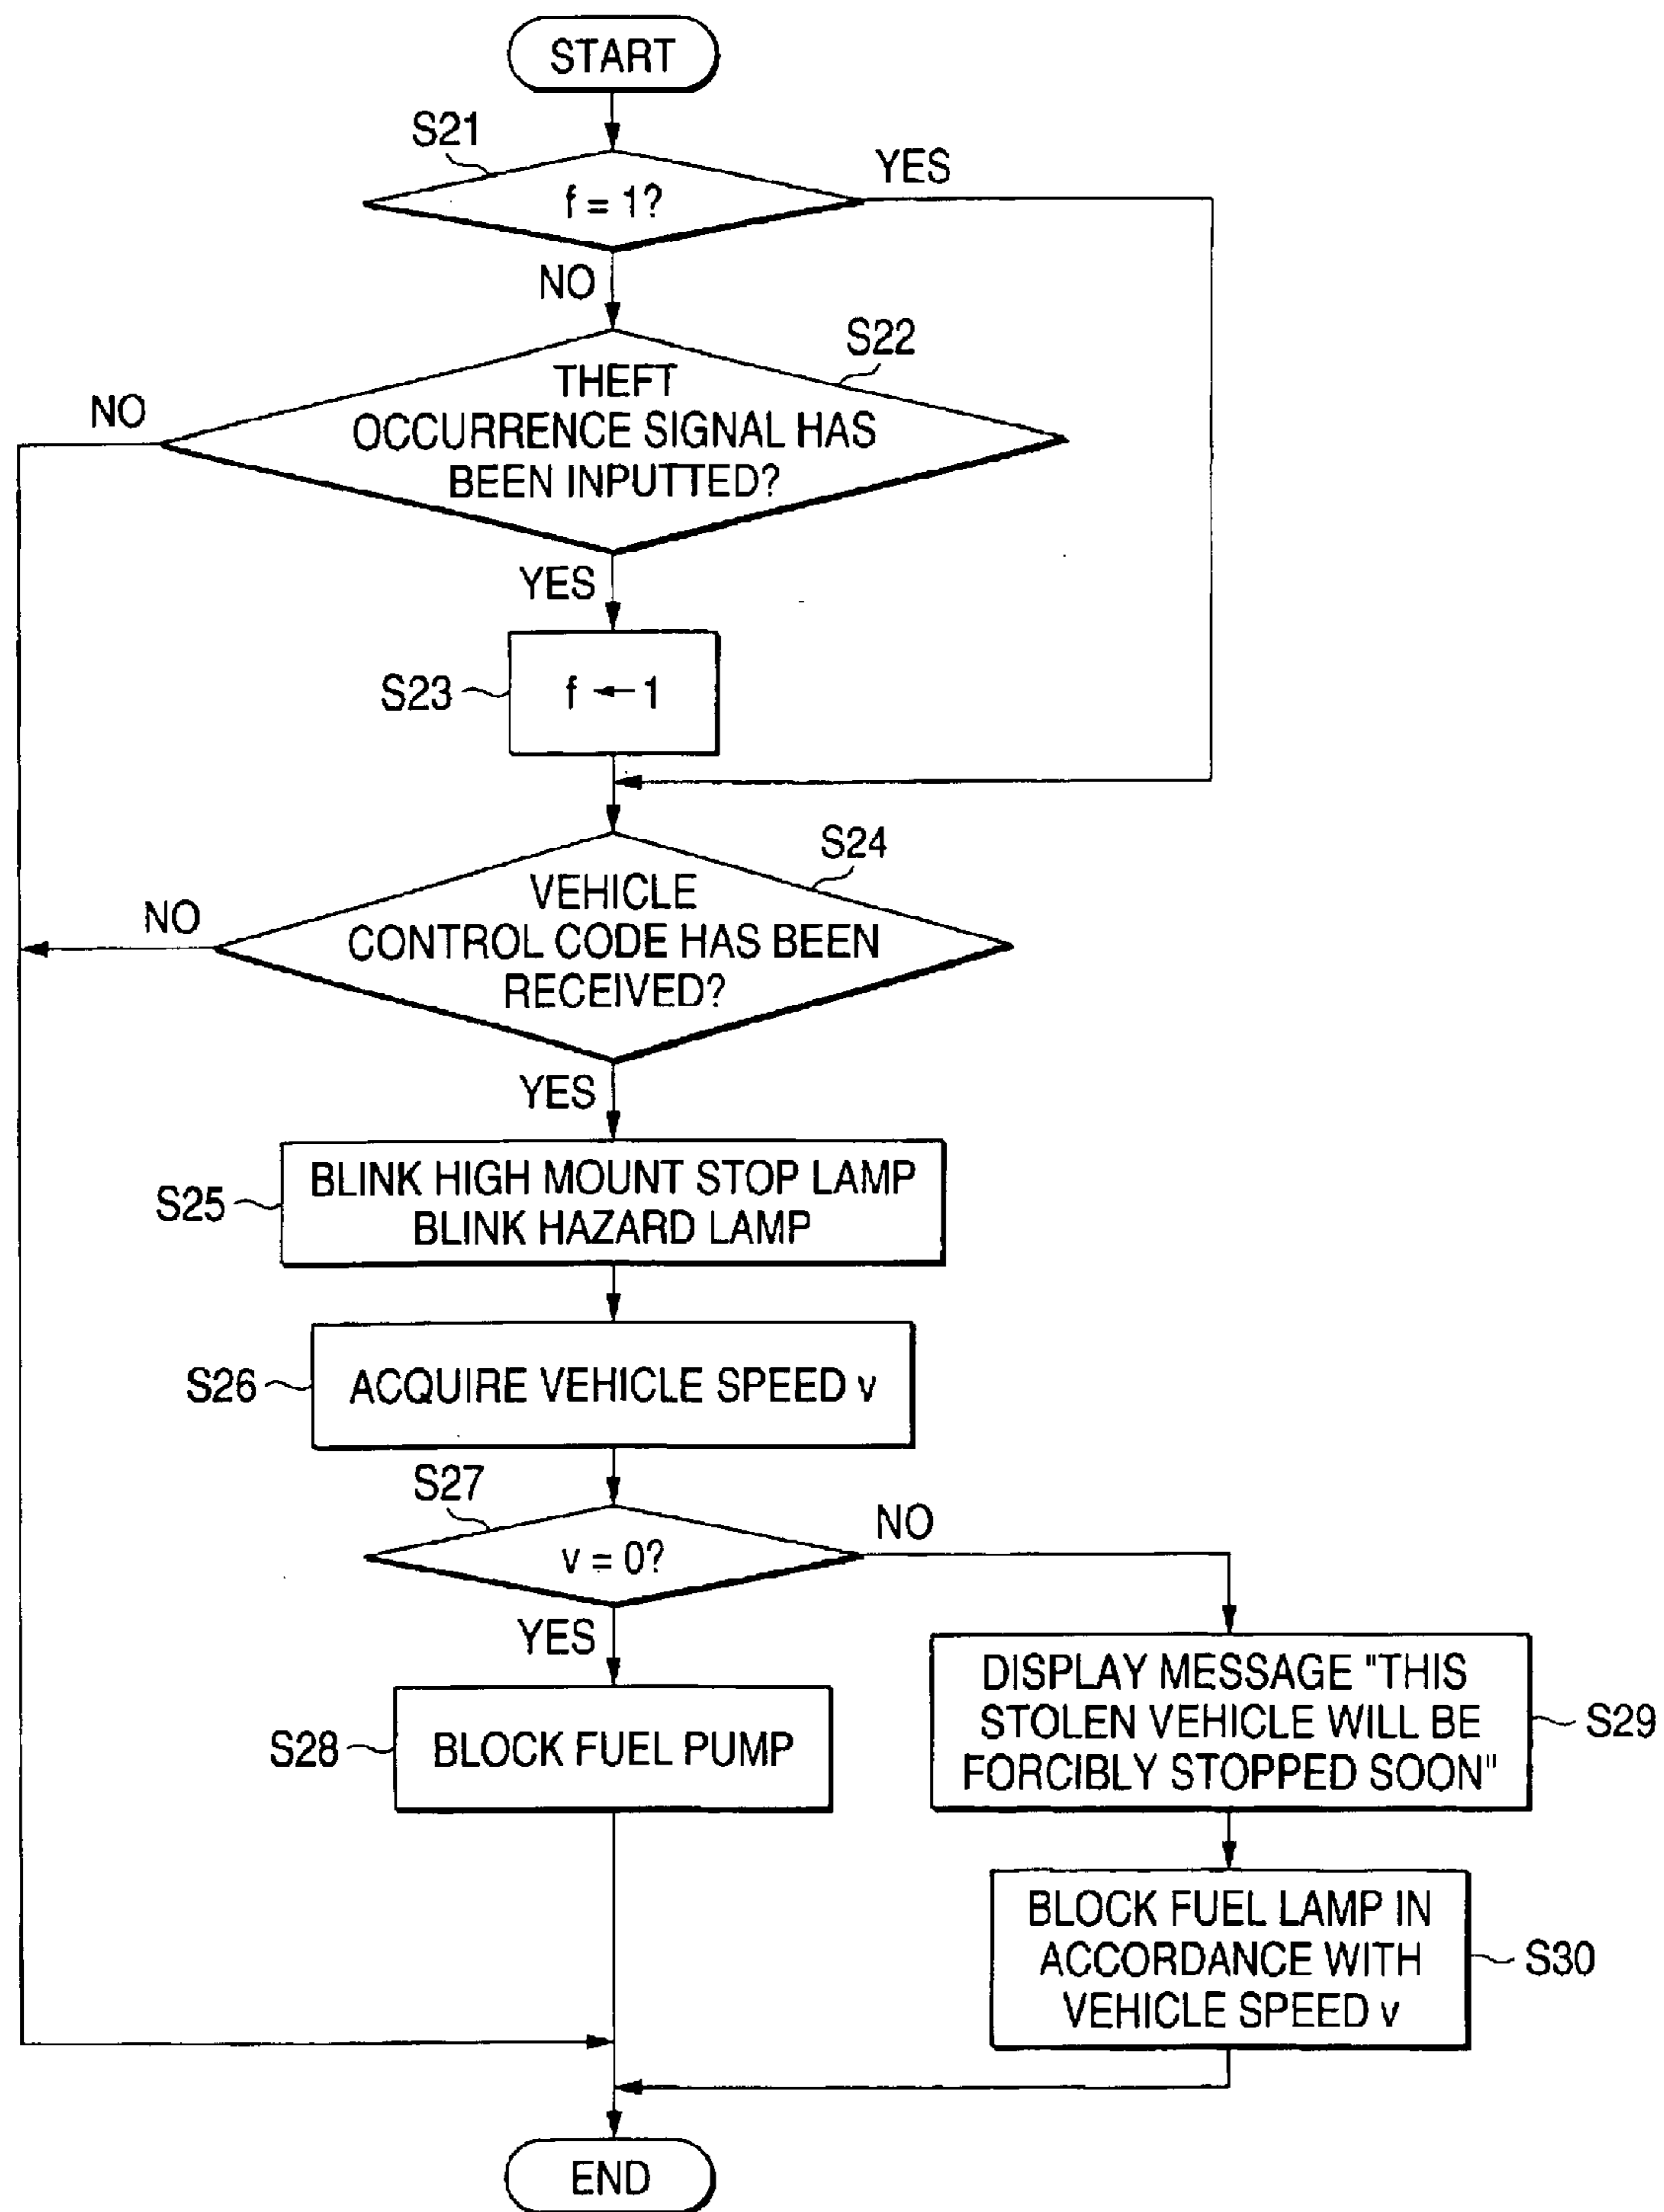 START
S21
f = 1?
YES
NO
S22
THEFT
OCCURRENCE SIGNAL HAS
BEEN INPUTTED?
NO
YES
S23
f ← 1
S24
VEHICLE
CONTROL CODE HAS BEEN
RECEIVED?
NO
YES
S25
BLINK HIGH MOUNT STOP LAMP
BLINK HAZARD LAMP
S26
ACQUIRE VEHICLE SPEED v
S27
v = 0?
NO
YES
S28
BLOCK FUEL PUMP
DISPLAY MESSAGE "THIS
STOLEN VEHICLE WILL BE
FORCIBLY STOPPED SOON"
S29
BLOCK FUEL LAMP IN
ACCORDANCE WITH
VEHICLE SPEED v
S30
END